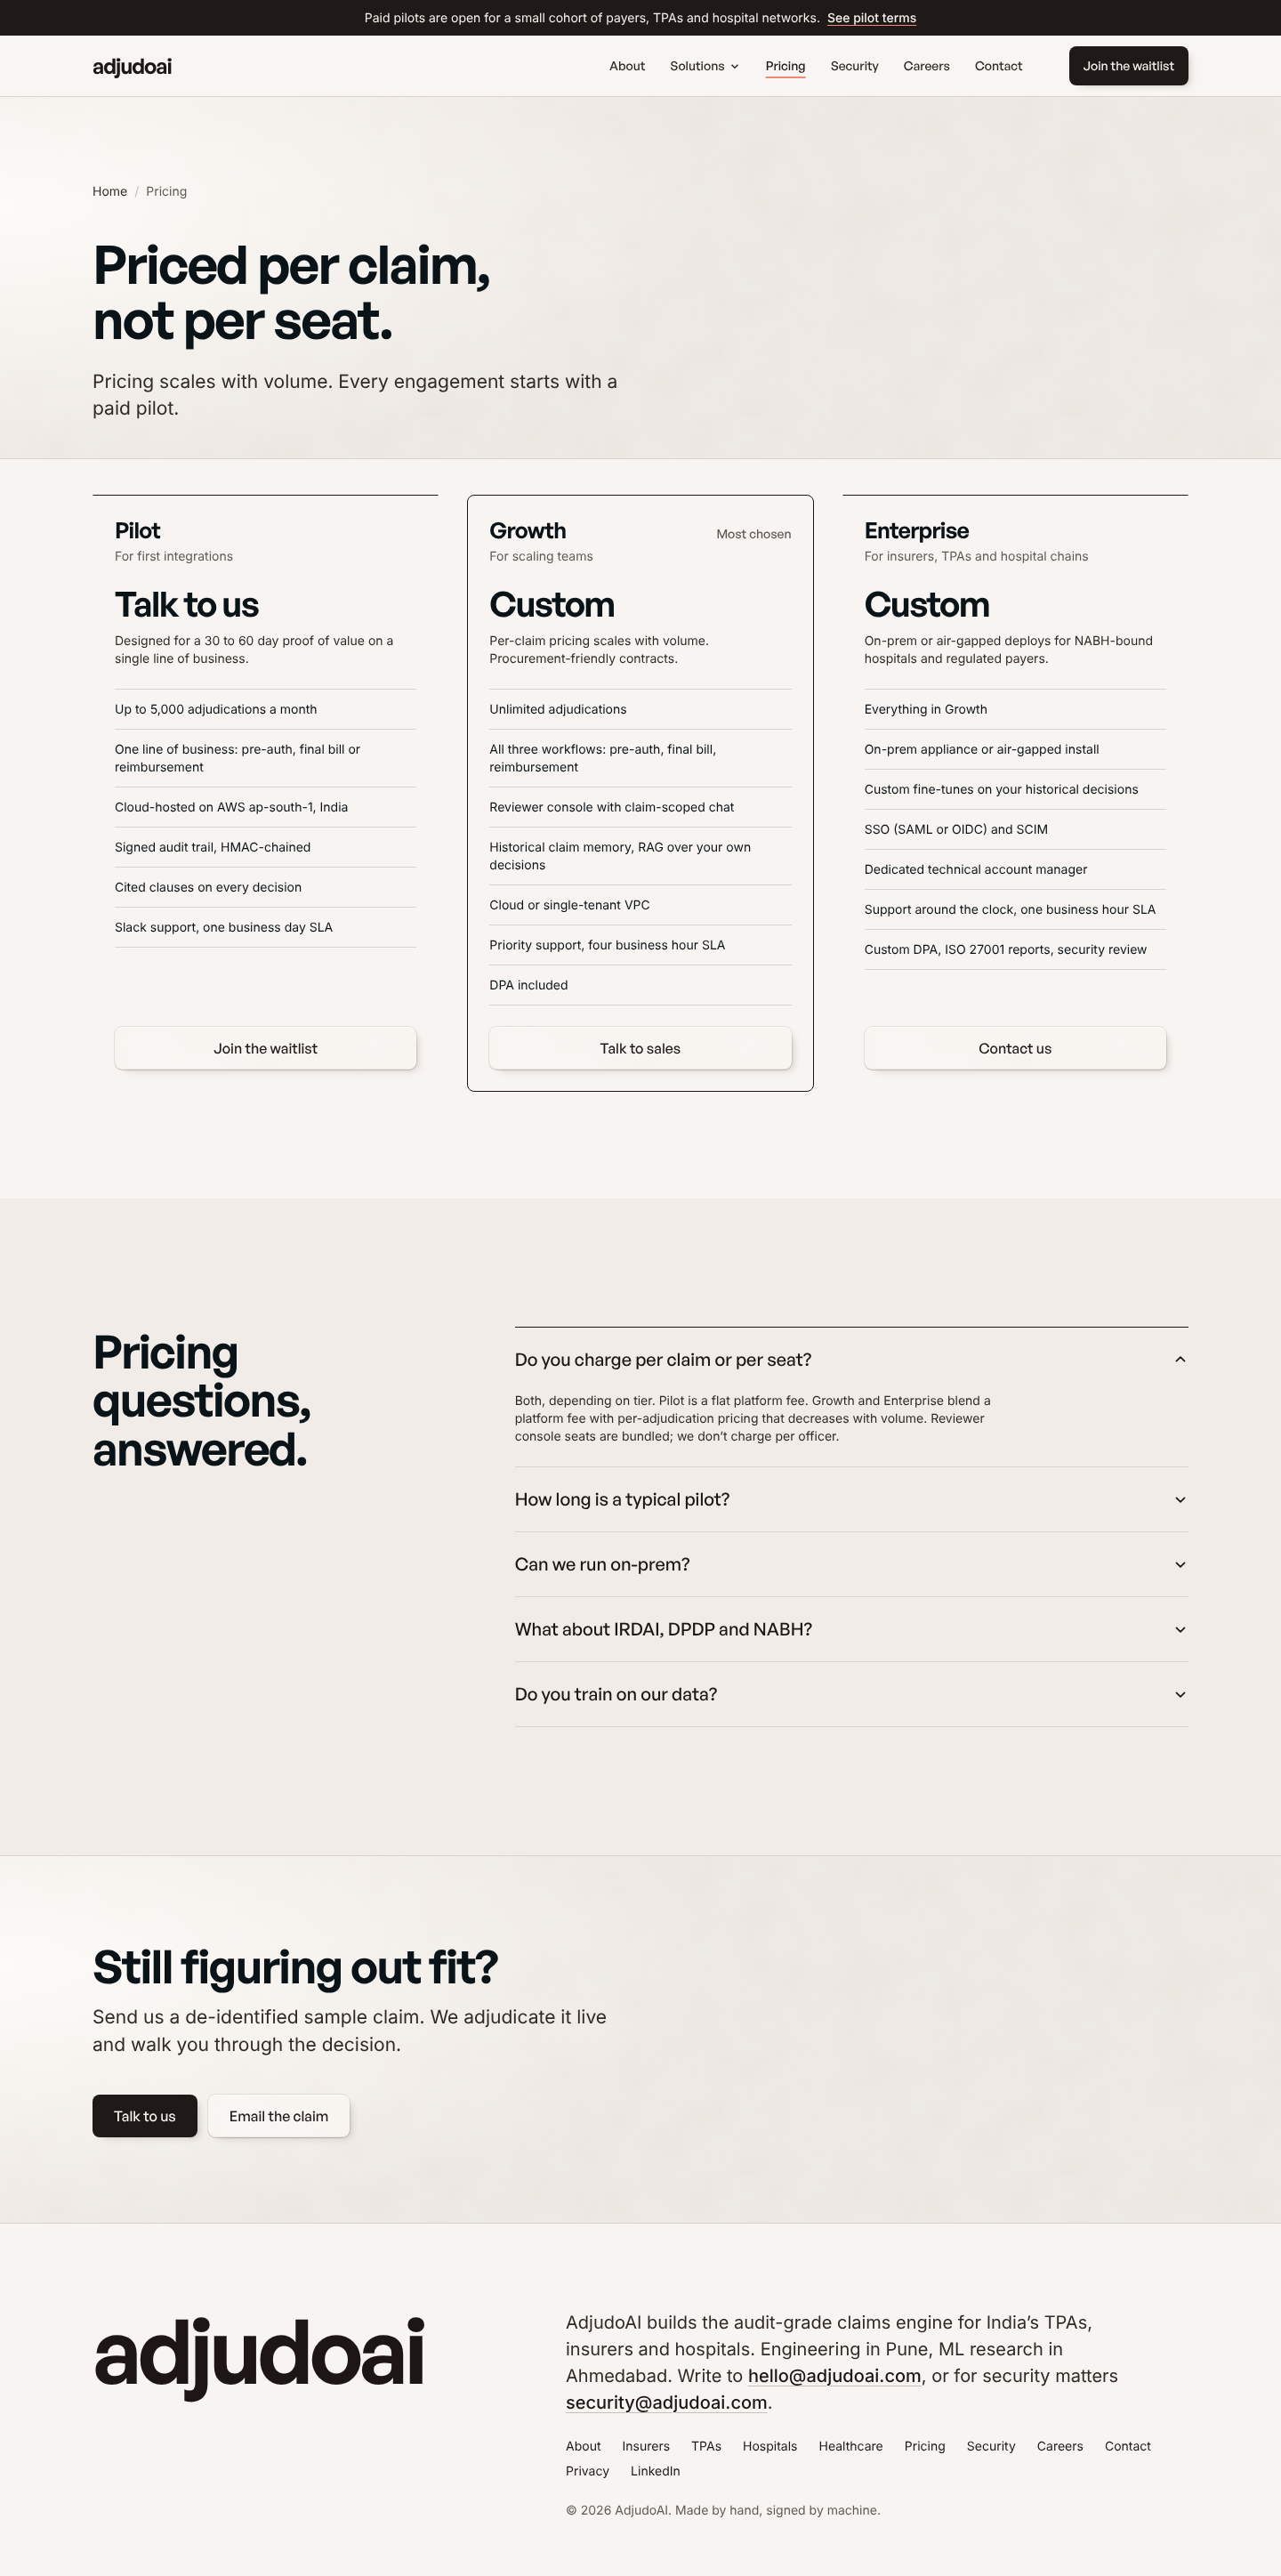 Paid pilots are open for a small cohort of payers, TPAs and hospital networks. See pilot terms
adjudoai
About Solutions Pricing Security Careers Contact Join the waitlist
Home / Pricing
Priced per claim,
not per seat.
Pricing scales with volume. Every engagement starts with a
paid pilot.
Pilot
For first integrations
Talk to us
Designed for a 30 to 60 day proof of value on a
single line of business.
Up to 5,000 adjudications a month
One line of business: pre-auth, final bill or
reimbursement
Cloud-hosted on AWS ap-south-1, India
Signed audit trail, HMAC-chained
Cited clauses on every decision
Slack support, one business day SLA
Join the waitlist
Growth
Most chosen
For scaling teams
Custom
Per-claim pricing scales with volume.
Procurement-friendly contracts.
Unlimited adjudications
All three workflows: pre-auth, final bill,
reimbursement
Reviewer console with claim-scoped chat
Historical claim memory, RAG over your own
decisions
Cloud or single-tenant VPC
Priority support, four business hour SLA
DPA included
Talk to sales
Enterprise
For insurers, TPAs and hospital chains
Custom
On-prem or air-gapped deploys for NABH-bound
hospitals and regulated payers.
Everything in Growth
On-prem appliance or air-gapped install
Custom fine-tunes on your historical decisions
SSO (SAML or OIDC) and SCIM
Dedicated technical account manager
Support around the clock, one business hour SLA
Custom DPA, ISO 27001 reports, security review
Contact us
Pricing
questions,
answered.
Do you charge per claim or per seat?
Both, depending on tier. Pilot is a flat platform fee. Growth and Enterprise blend a
platform fee with per-adjudication pricing that decreases with volume. Reviewer
console seats are bundled; we don’t charge per officer.
How long is a typical pilot?
Can we run on-prem?
What about IRDAI, DPDP and NABH?
Do you train on our data?
Still figuring out fit?
Send us a de-identified sample claim. We adjudicate it live
and walk you through the decision.
Talk to us
Email the claim
adjudoai
AdjudoAI builds the audit-grade claims engine for India’s TPAs,
insurers and hospitals. Engineering in Pune, ML research in
Ahmedabad. Write to hello@adjudoai.com, or for security matters
security@adjudoai.com.
About Insurers TPAs Hospitals Healthcare Pricing Security Careers Contact
Privacy LinkedIn
© 2026 AdjudoAI. Made by hand, signed by machine.